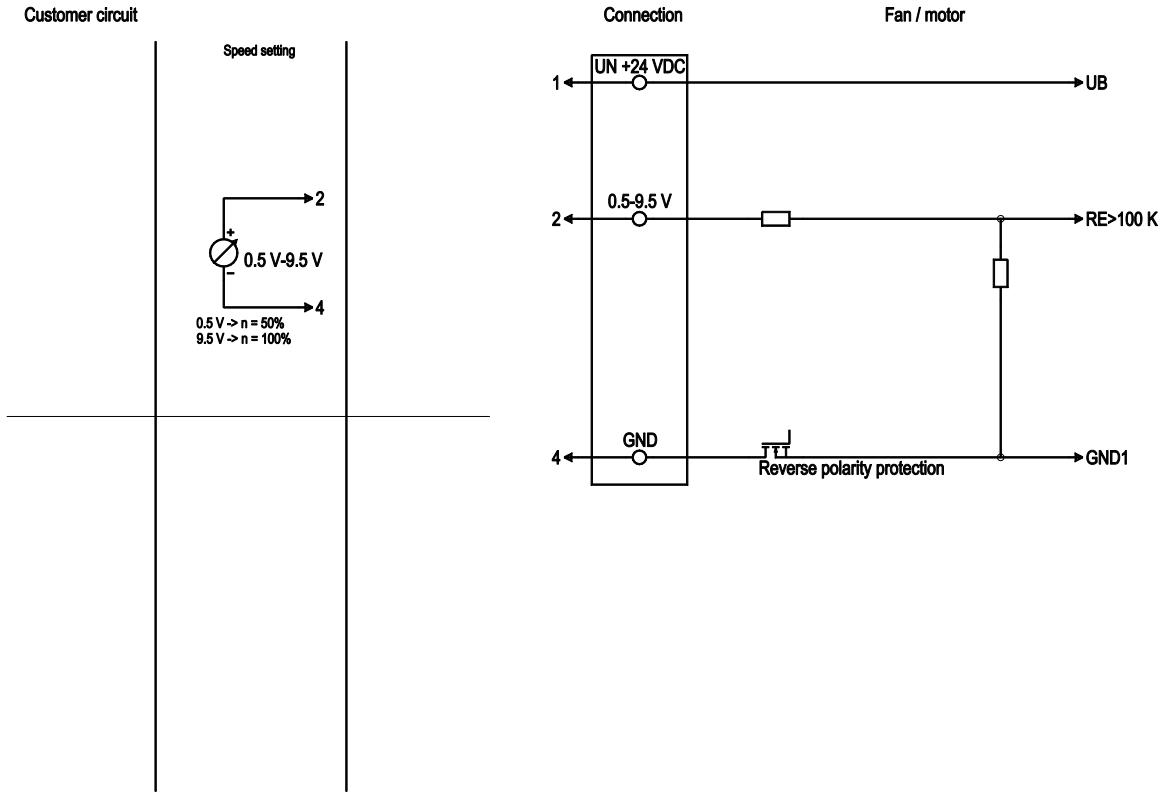 Customer circuit
Connection
Fan / motor
Speed setting
UN +24 VDC
1
UB
2
0.5-9.5 V
2
RE>100 K
+
0.5 V-9.5 V
–
4
0.5 V -> n = 50%
9.5 V -> n = 100%
GND
4
GND1
Reverse polarity protection